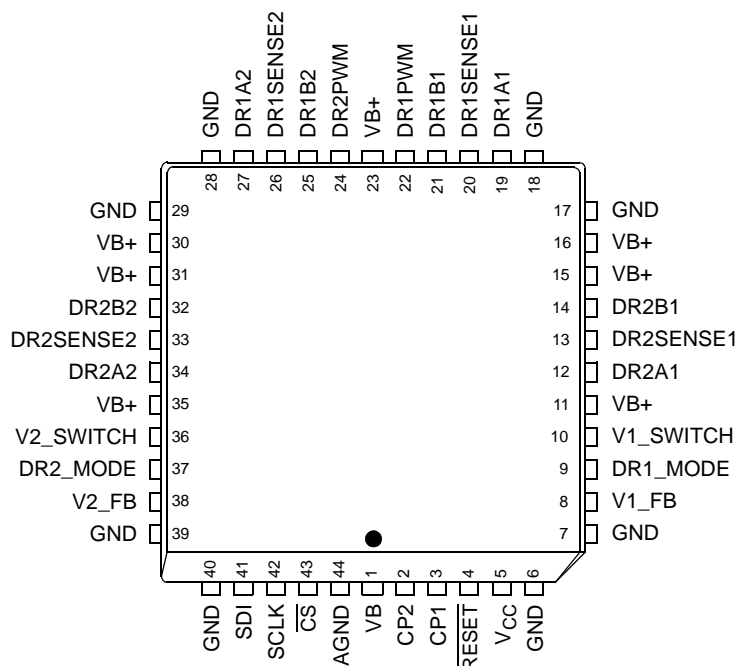 GND DR1A2 DR1SENSE2 DR1B2 DR2PWM VB+ DR1PWM DR1B1 DR1SENSE1 DR1A1 GND
28 27 26 25 24 23 22 21 20 19 18
GND 29 17 GND
VB+ 30 16 VB+
VB+ 31 15 VB+
DR2B2 32 14 DR2B1
DR2SENSE2 33 13 DR2SENSE1
DR2A2 34 12 DR2A1
VB+ 35 11 VB+
V2_SWITCH 36 10 V1_SWITCH
DR2_MODE 37 9 DR1_MODE
V2_FB 38 8 V1_FB
GND 39 7 GND
40 41 42 43 44 1 2 3 4 5 6
GND SDI SCLK CS AGND VB CP2 CP1 RESET VCC GND